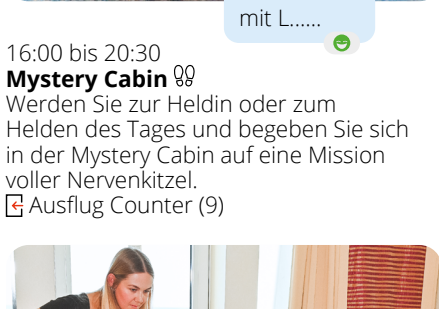 mit L......
16:00 bis 20:30
Mystery Cabin
Werden Sie zur Heldin oder zum
Helden des Tages und begeben Sie sich
in der Mystery Cabin auf eine Mission
voller Nervenkitzel.
Ausflug Counter (9)